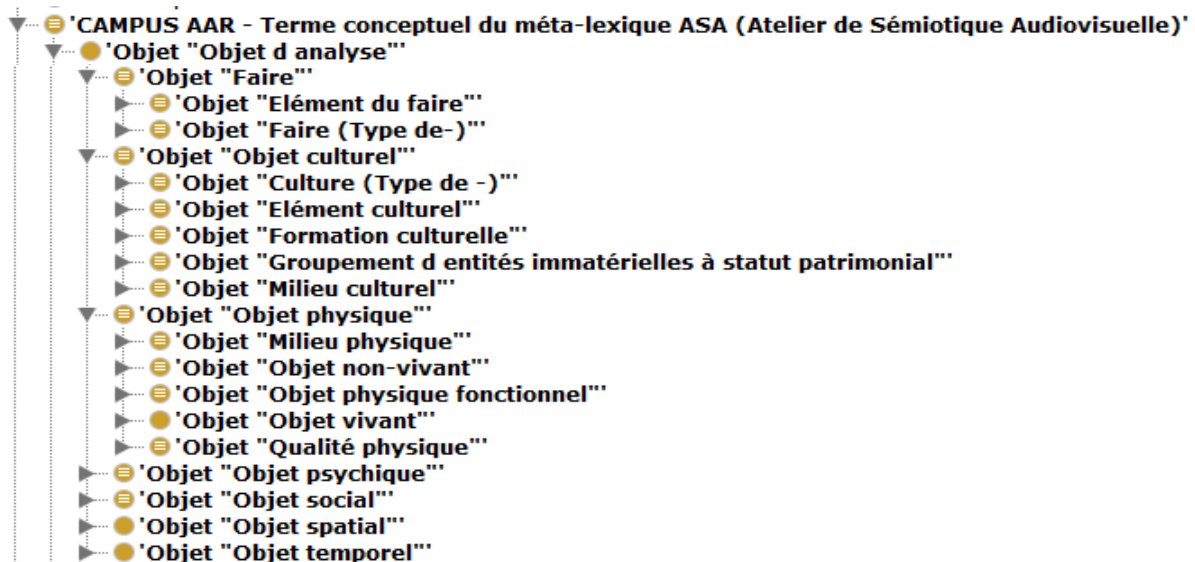 'CAMPUS AAR - Terme conceptuel du méta-lexique ASA (Atelier de Sémiotique Audiovisuelle)'
'Objet "Objet d analyse"'
'Objet "Faire"'
'Objet "Elément du faire"'
'Objet "Faire (Type de-)"'
'Objet "Objet culturel"'
'Objet "Culture (Type de -)"'
'Objet "Elément culturel"'
'Objet "Formation culturelle"'
'Objet "Groupement d entités immatérielles à statut patrimonial"'
'Objet "Milieu culturel"'
'Objet "Objet physique"'
'Objet "Milieu physique"'
'Objet "Objet non-vivant"'
'Objet "Objet physique fonctionnel"'
'Objet "Objet vivant"'
'Objet "Qualité physique"'
'Objet "Objet psychique"'
'Objet "Objet social"'
'Objet "Objet spatial"'
'Objet "Objet temporel"'